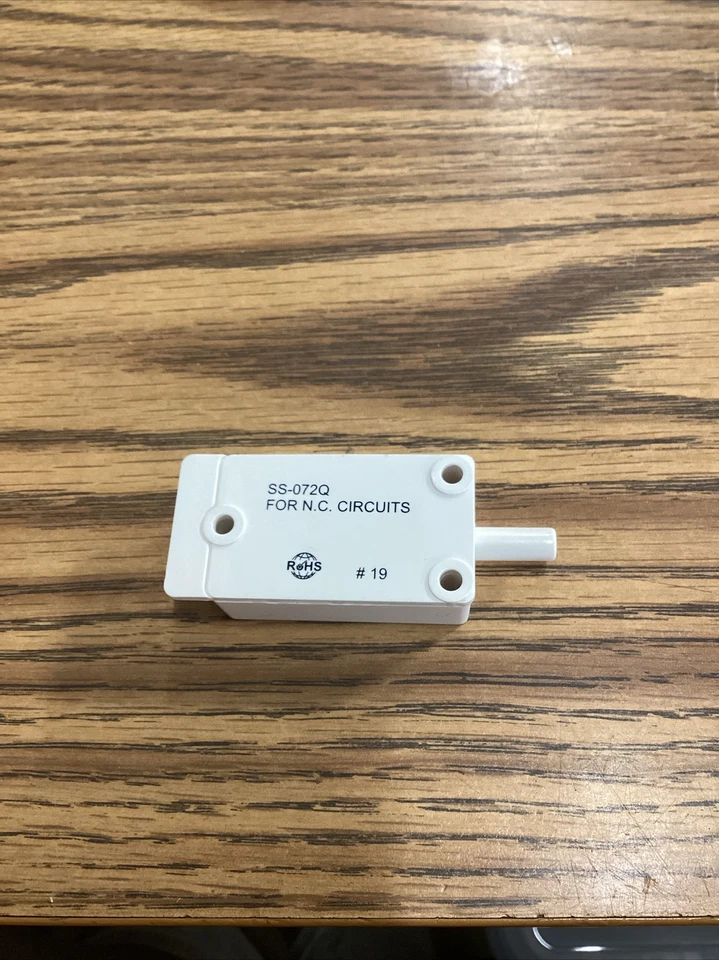 SS-072Q
FOR N.C. CIRCUITS
RoHS
# 19